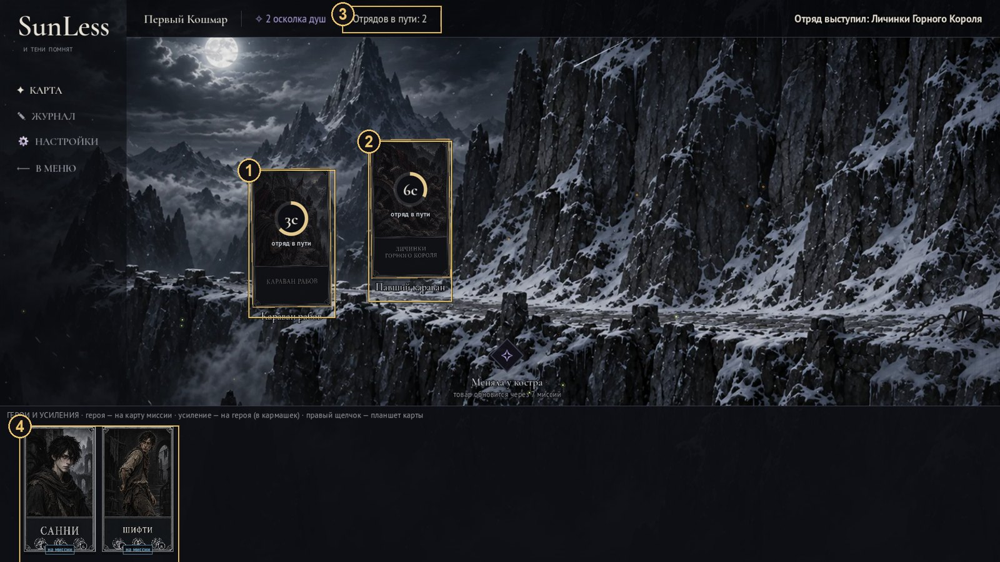 SunLess
и тени помнят
✦ КАРТА
ЖУРНАЛ
НАСТРОЙКИ
В МЕНЮ
Первый Кошмар
2 осколка душ
3
Отрядов в пути: 2
Отряд выступил: Личинки Горного Короля
1
3с
отряд в пути
КАРАВАН РАБОВ
Караван рабов
2
6с
отряд в пути
ЛИЧИНКИ
ГОРНОГО КОРОЛЯ
Павший караван
Меняла у костра
товар обновится через 7 миссий
ГЕРОИ И УСИЛЕНИЯ · героя — на карту миссии · усиление — на героя (в кармашек) · правый щелчок — планшет карты
4
САННИ
на миссии
ШИФТИ
на миссии